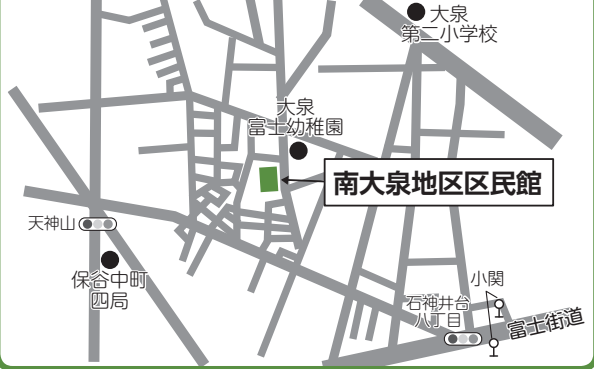 大泉
第二小学校
大泉
富士幼稚園
南大泉地区区民館
天神山
保谷中町
四局
小関
石神井台
八丁目
富士街道